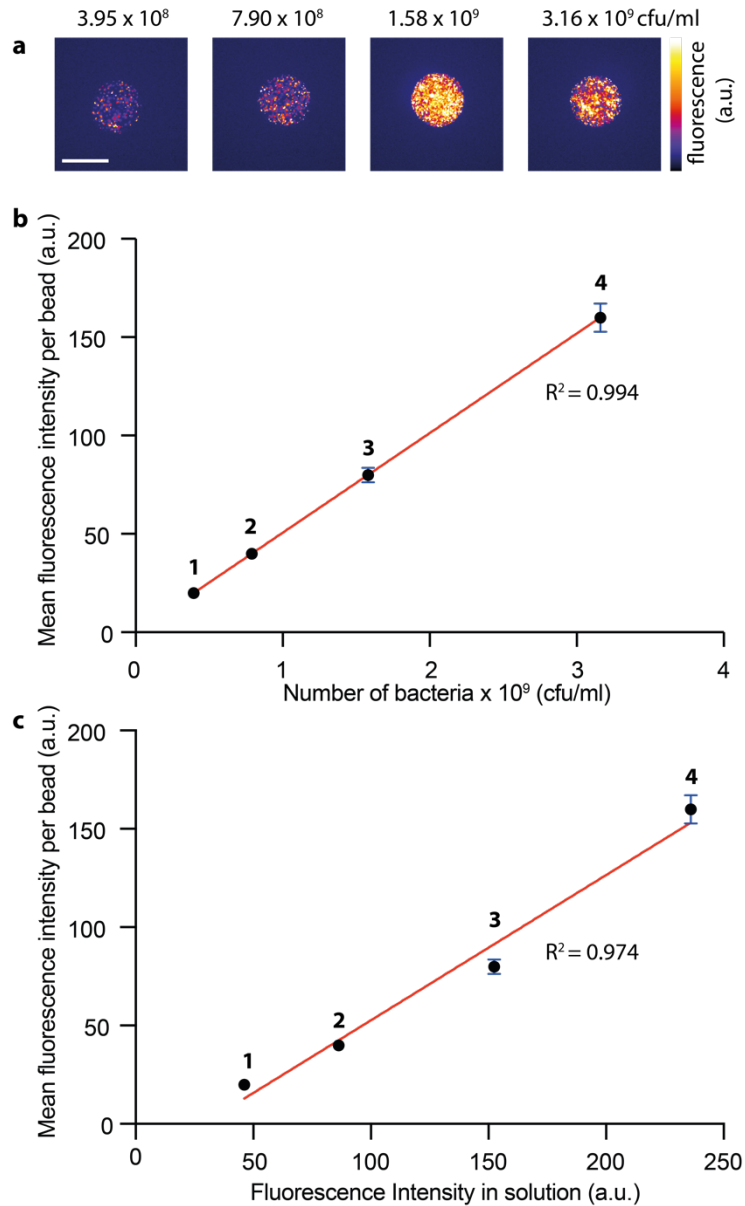 3.95 x 10⁸ 7.90 x 10⁸ 1.58 x 10⁹ 3.16 x 10⁹ cfu/ml
a
fluorescence
(a.u.)
b
Mean fluorescence intensity per bead (a.u.)
200
150
100
50
0
1
2
3
4
R² = 0.994
0 1 2 3 4
Number of bacteria x 10⁹ (cfu/ml)
c
Mean fluorescence intensity per bead (a.u.)
200
150
100
50
0
1
2
3
4
R² = 0.974
0 50 100 150 200 250
Fluorescence Intensity in solution (a.u.)